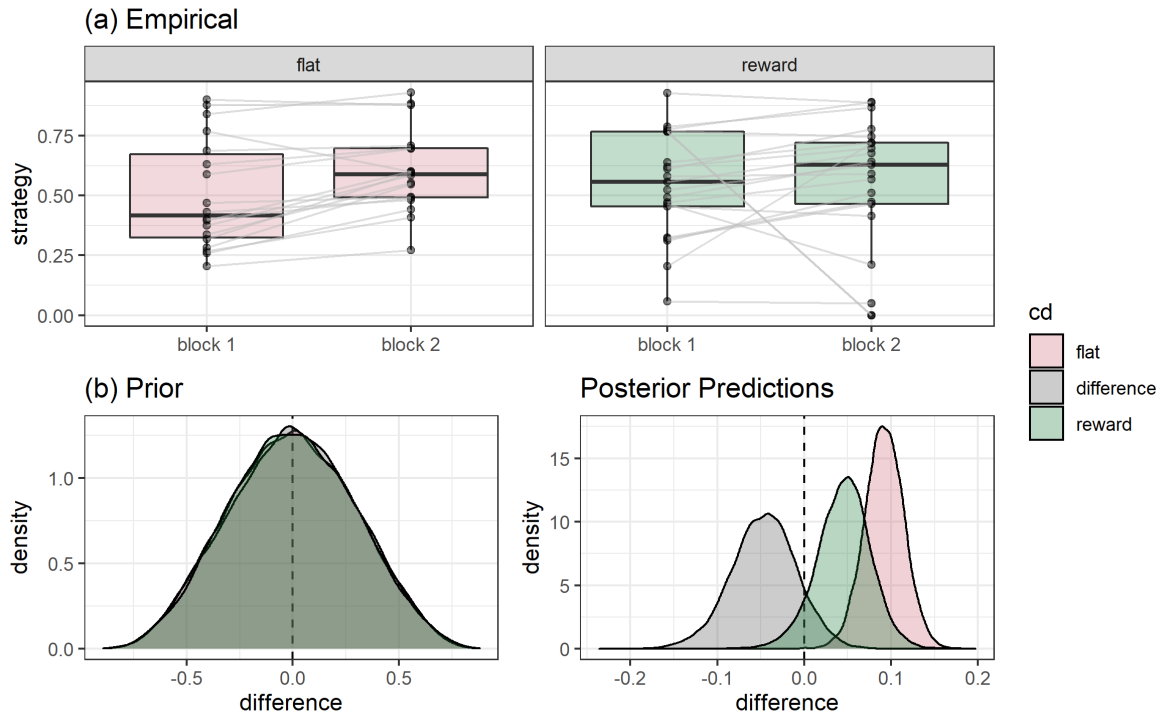 (a) Empirical
flat
reward
strategy
0.75
0.50
0.25
0.00
block 1
block 2
block 1
block 2
cd
flat
difference
reward
(b) Prior
density
1.0
0.5
0.0
-0.5
0.0
0.5
difference
Posterior Predictions
density
15
10
5
0
-0.2
-0.1
0.0
0.1
0.2
difference